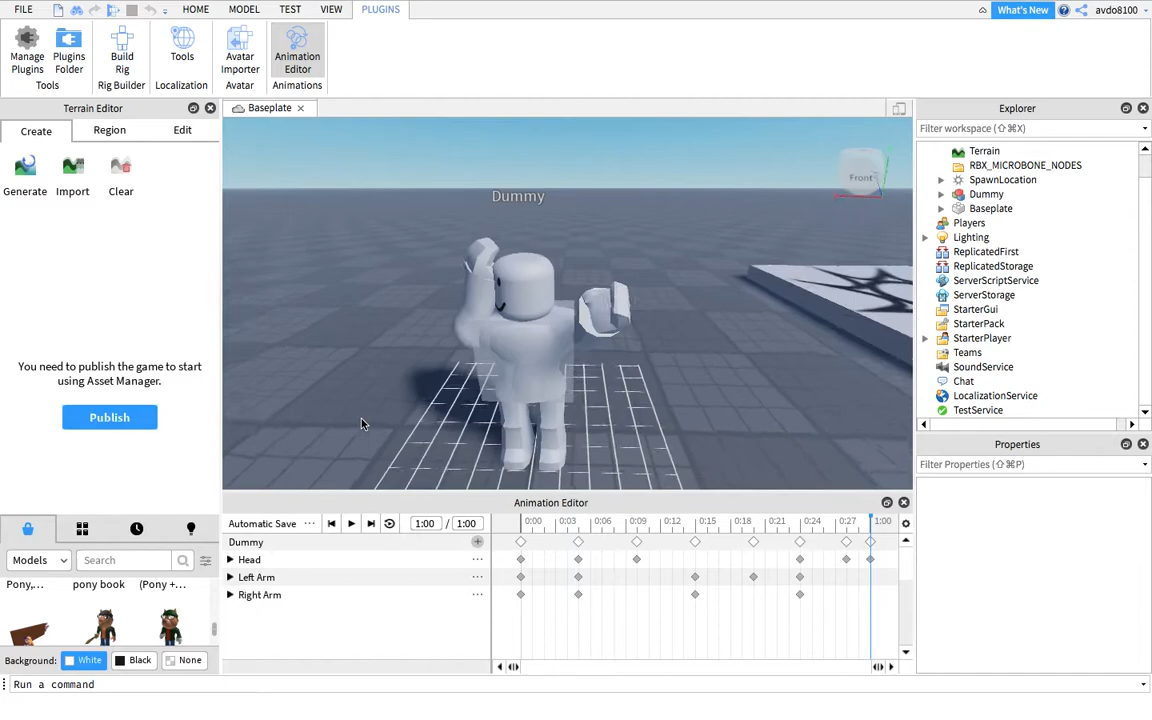 FILE HOME MODEL TEST VIEW PLUGINS What's New avdo8100
Manage Plugins
Plugins Folder
Tools
Build Rig
Rig Builder
Tools
Localization
Avatar Importer
Avatar
Animation Editor
Animations
Terrain Editor
Create Region Edit
Generate Import Clear
You need to publish the game to start
using Asset Manager.
Publish
Models Search
Pony,... pony book (Pony +...
Background: White Black None
Baseplate
Dummy
Front
Explorer
Filter workspace (⇧⌘X)
Terrain
RBX_MICROBONE_NODES
SpawnLocation
Dummy
Baseplate
Players
Lighting
ReplicatedFirst
ReplicatedStorage
ServerScriptService
ServerStorage
StarterGui
StarterPack
StarterPlayer
Teams
SoundService
Chat
LocalizationService
TestService
Properties
Filter Properties (⇧⌘P)
Animation Editor
Automatic Save ··· 1:00 / 1:00 0:00 0:03 0:06 0:09 0:12 0:15 0:18 0:21 0:24 0:27 1:00
Dummy
Head ···
Left Arm ···
Right Arm ···
Run a command